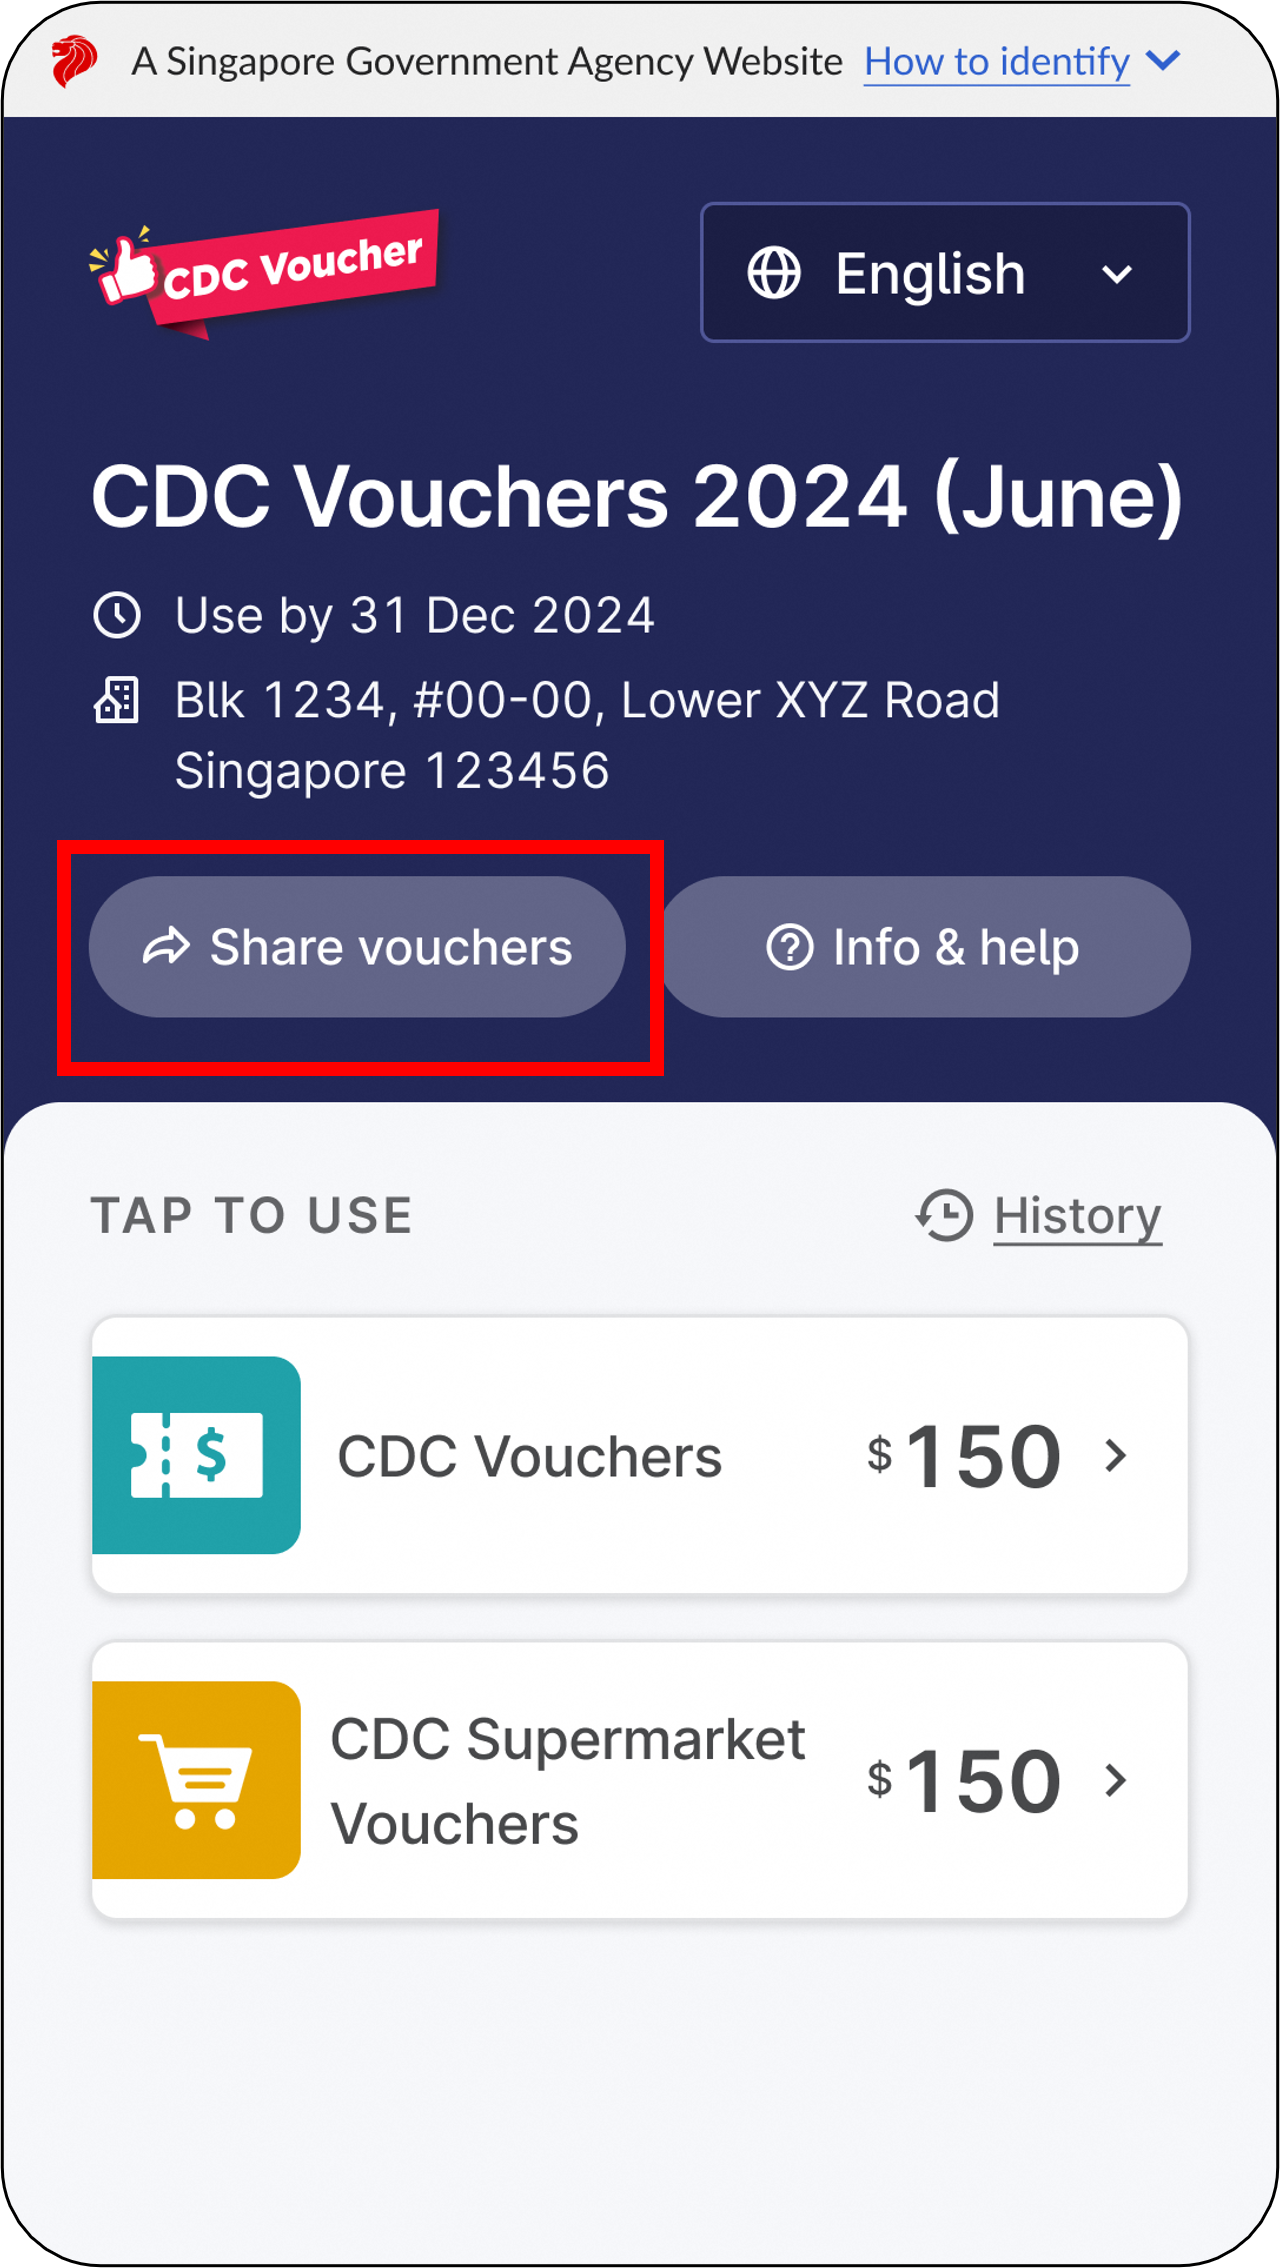 A Singapore Government Agency Website How to identify
CDC Voucher
English
CDC Vouchers 2024 (June)
Use by 31 Dec 2024
Blk 1234, #00-00, Lower XYZ Road
Singapore 123456
Share vouchers
Info & help
TAP TO USE
History
CDC Vouchers
$150
CDC Supermarket
Vouchers
$150